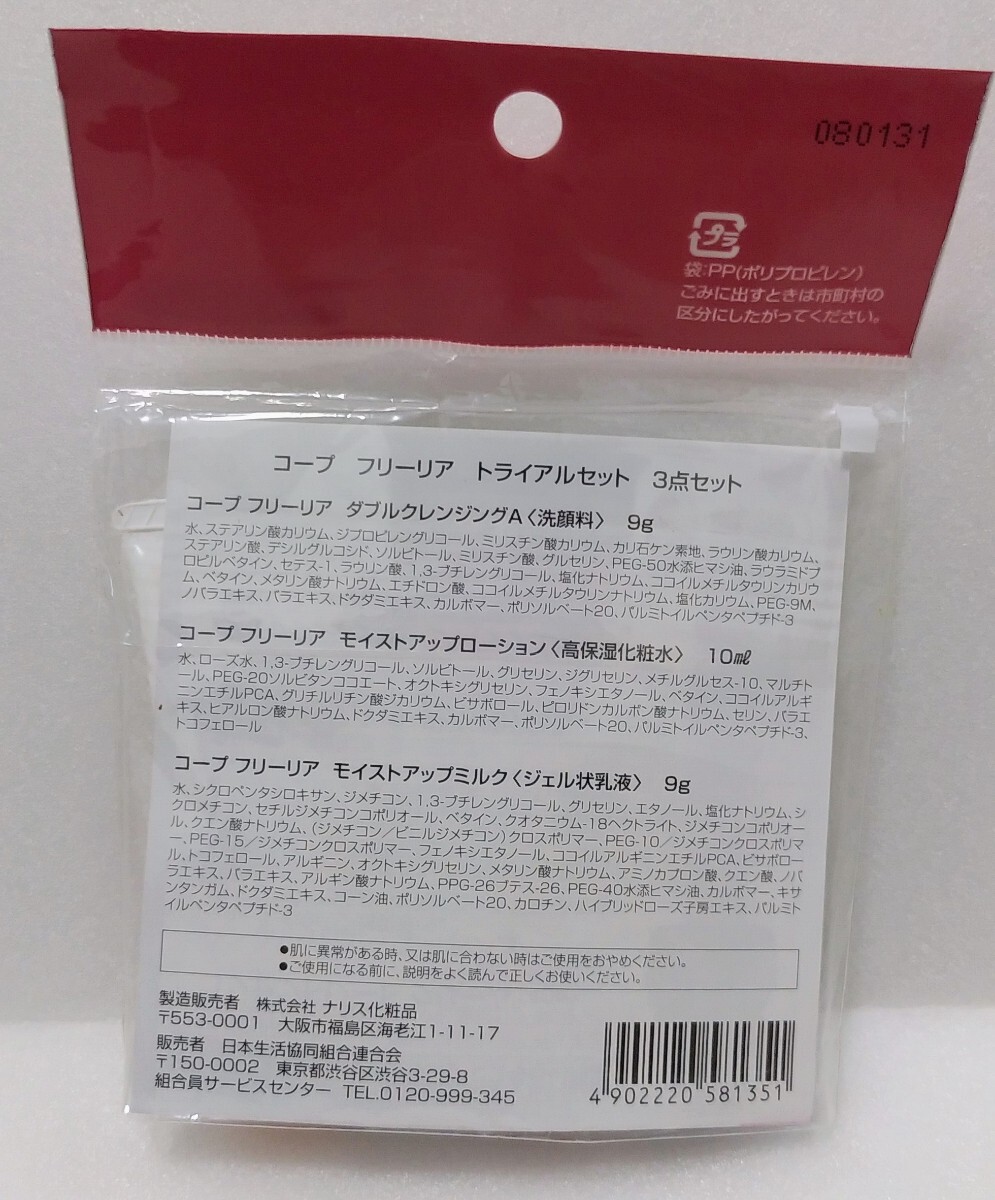 080131
プラ
袋:PP(ポリプロピレン)
ごみに出すときは市町村の
区分にしたがってください。
コープ フリーリア トライアルセット 3点セット
コープ フリーリア ダブルクレンジングA〈洗顔料〉 9g
水、ステアリン酸カリウム、ジプロピレングリコール、ミリスチン酸カリウム、カリ石ケン素地、ラウリン酸カリウム、
ステアリン酸、デシルグルコシド、ソルビトール、ミリスチン酸、グルセリン、PEG-50水添ヒマシ油、ラウラミドプ
ロピルベタイン、セテス-1、ラウリン酸、1,3-ブチレングリコール、塩化ナトリウム、ココイルメチルタウリンカリウ
ム、ベタイン、メタリン酸ナトリウム、エチドロン酸、ココイルメチルタウリンナトリウム、塩化カリウム、PEG-9M、
ノバラエキス、バラエキス、ドクダミエキス、カルボマー、ポリソルベート20、パルミトイルペンタペプチド-3
コープ フリーリア モイストアップローション〈高保湿化粧水〉 10㎖
水、ローズ水、1,3-ブチレングリコール、ソルビトール、グリセリン、ジグリセリン、メチルグルセス-10、マルチト
ール、PEG-20ソルビタンココエート、オクトキシグリセリン、フェノキシエタノール、ベタイン、ココイルアルギ
ニンエチルPCA、グリチルリチン酸ジカリウム、ビサボロール、ピロリドンカルボン酸ナトリウム、セリン、バラエ
キス、ヒアルロン酸ナトリウム、ドクダミエキス、カルボマー、ポリソルベート20、パルミトイルペンタペプチド-3、
トコフェロール
コープ フリーリア モイストアップミルク〈ジェル状乳液〉 9g
水、シクロペンタシロキサン、ジメチコン、1,3-ブチレングリコール、グリセリン、エタノール、塩化ナトリウム、シ
クロメチコン、セチルジメチコンコポリオール、ベタイン、クオタニウム-18ヘクトライト、ジメチコンコポリオー
ル、クエン酸ナトリウム、(ジメチコン/ビニルジメチコン)クロスポリマー、PEG-10/ジメチコンクロスポリマ
ー、PEG-15/ジメチコンクロスポリマー、フェノキシエタノール、ココイルアルギニンエチルPCA、ビサボロー
ル、トコフェロール、アルギニン、オクトキシグリセリン、メタリン酸ナトリウム、アミノカプロン酸、クエン酸、ノバ
ラエキス、バラエキス、アルギン酸ナトリウム、PPG-26ブテス-26、PEG-40水添ヒマシ油、カルボマー、キサ
ンタンガム、ドクダミエキス、コーン油、ポリソルベート20、カロチン、ハイブリッドローズ子房エキス、パルミト
イルペンタペプチド-3
●肌に異常がある時、又は肌に合わない時はご使用をおやめください。
●ご使用になる前に、説明をよく読んで正しくお使いください。
製造販売者 株式会社 ナリス化粧品
〒553-0001 大阪市福島区海老江1-11-17
販売者 日本生活協同組合連合会
〒150-0002 東京都渋谷区渋谷3-29-8
組合員サービスセンター TEL.0120-999-345
4 902220 581351